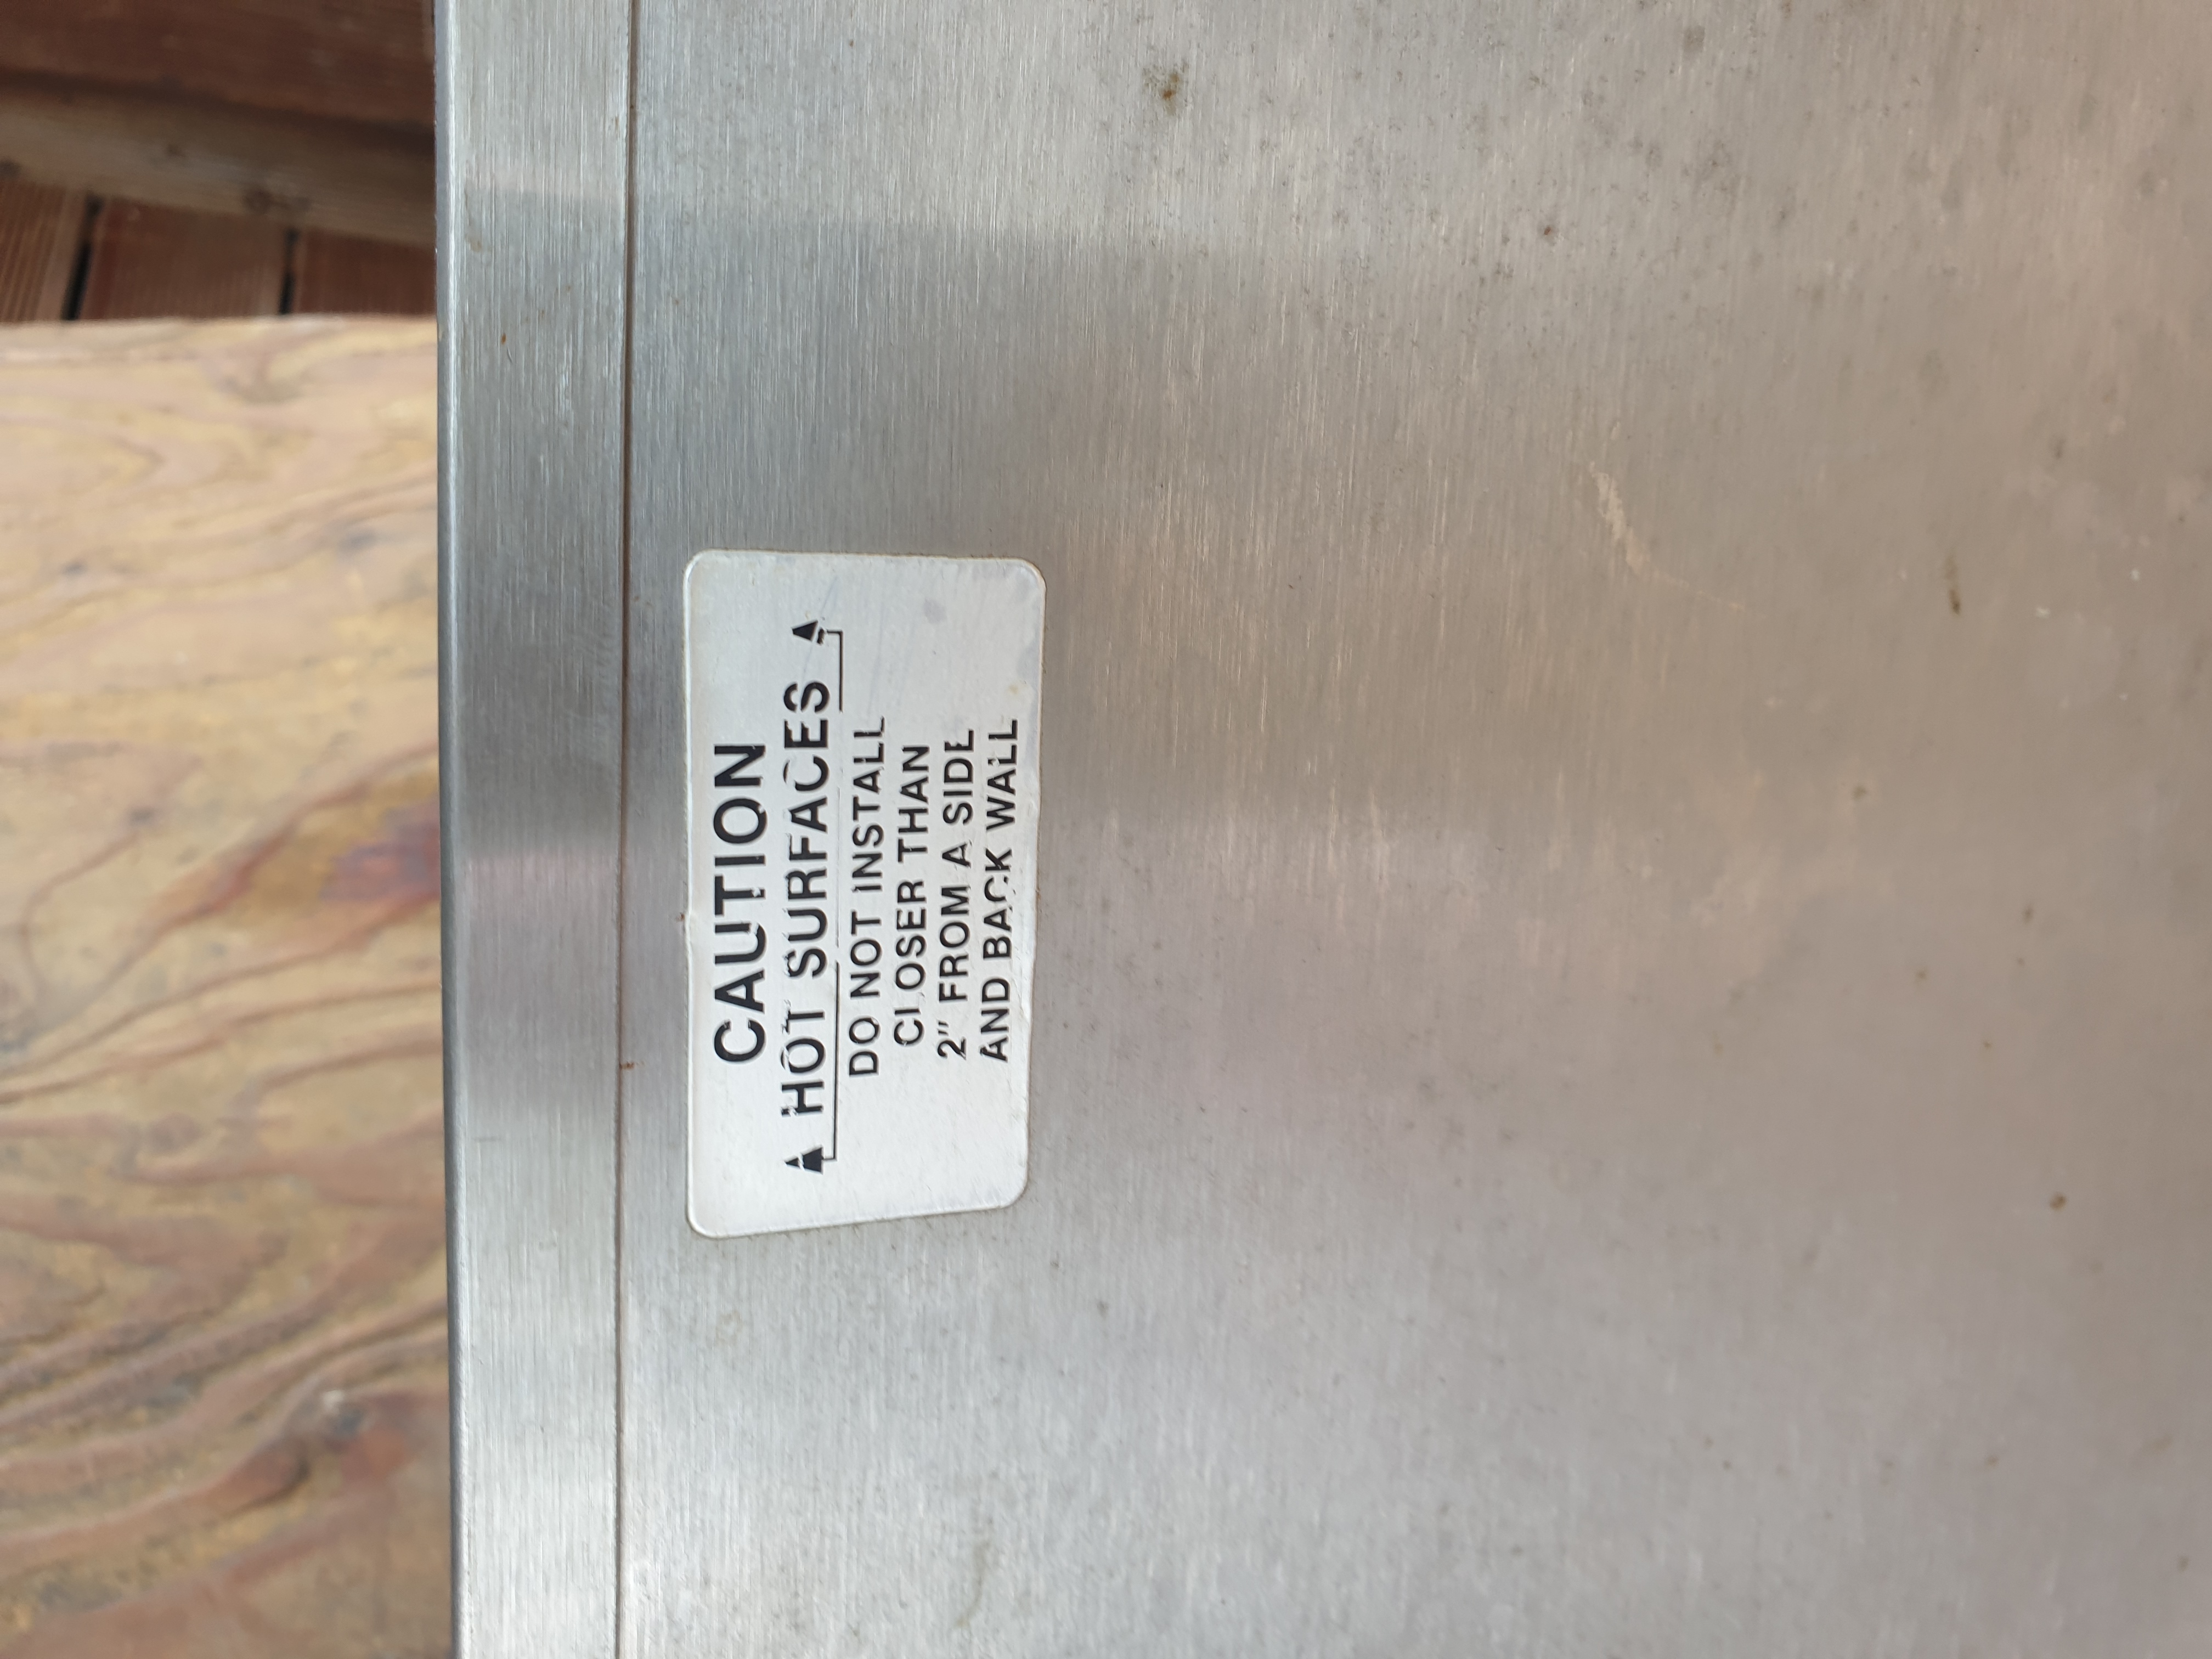 CAUTION
HOT SURFACES
DO NOT INSTALL
CLOSER THAN
2" FROM A SIDE
AND BACK WALL